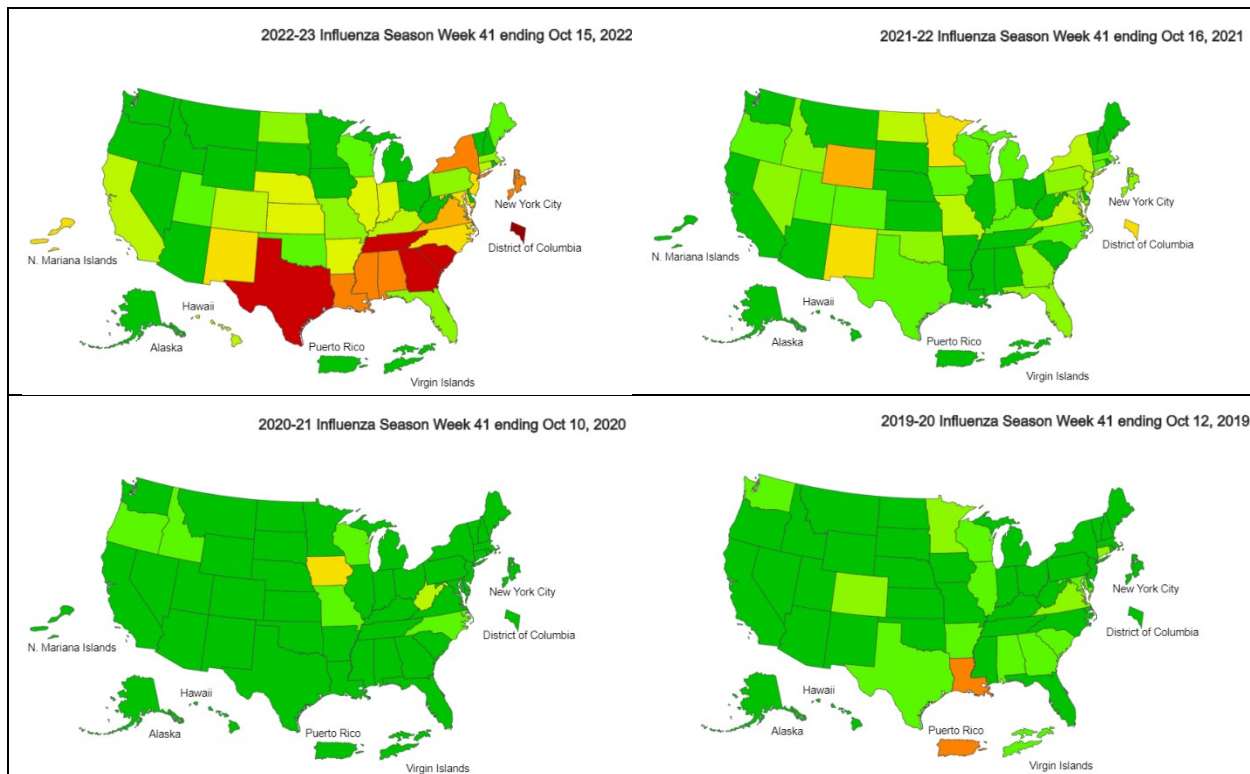 2022-23 Influenza Season Week 41 ending Oct 15, 2022
New York City
District of Columbia
N. Mariana Islands
Hawaii
Alaska
Puerto Rico
Virgin Islands
2021-22 Influenza Season Week 41 ending Oct 16, 2021
New York City
District of Columbia
N. Mariana Islands
Hawaii
Alaska
Puerto Rico
Virgin Islands
2020-21 Influenza Season Week 41 ending Oct 10, 2020
New York City
District of Columbia
N. Mariana Islands
Hawaii
Alaska
Puerto Rico
Virgin Islands
2019-20 Influenza Season Week 41 ending Oct 12, 2019
New York City
District of Columbia
Hawaii
Alaska
Puerto Rico
Virgin Islands